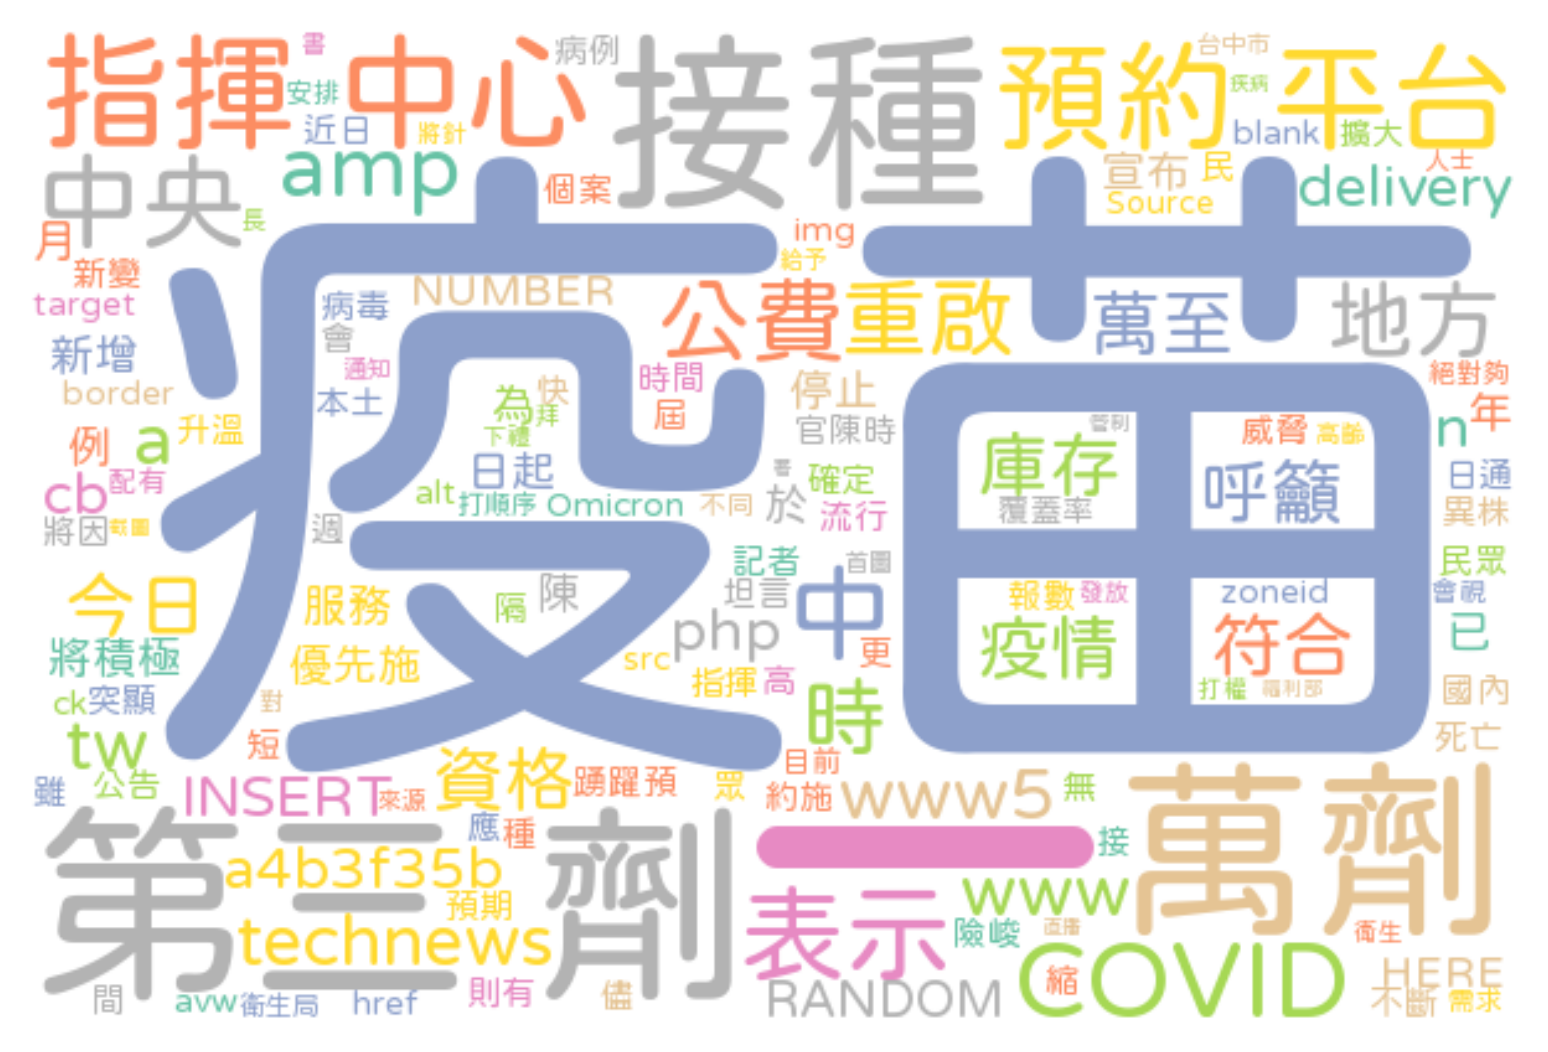 指揮中心
書
安排
近日
將針
病例
接種
預約平台
台中市
疾病
blank
擴大
人士
中央
amp
個案
宣布
民
Source
delivery
長
月
img
給予
新變
target
NUMBER
病毒
會
公費
重啟
萬至
地方
新增
通知
時間
停止
絕對夠
border
本土
為
快
拜
下禮
屆
官陳時
管制
威脅
高齡
n
年
例
a
升溫
日起
庫存
呼籲
日通
cb
配有
alt
打順序
Omicron
不同
於
確定
流行
覆蓋率
異株
將因
截圖
週
記者
首圖
民眾
疫苗
今日
服務
隔
陳
坦言
中
報數
發放
zoneid
會視
將積極
優先施
src
php
更
疫情
符合
已
指揮
高
時
打權
福利部
國內
ck
突顯
對
tw
短
死亡
雖
公告
INSERT
來源
資格
踴躍預
眾
目前
約施
www5
無
萬劑
第三劑
應
種
一
接
a4b3f35b
預期
technews
表示
www
險峻
直播
衛生
COVID
縮
HERE
不斷
需求
間
avw
衛生局
href
則有
儘
RANDOM